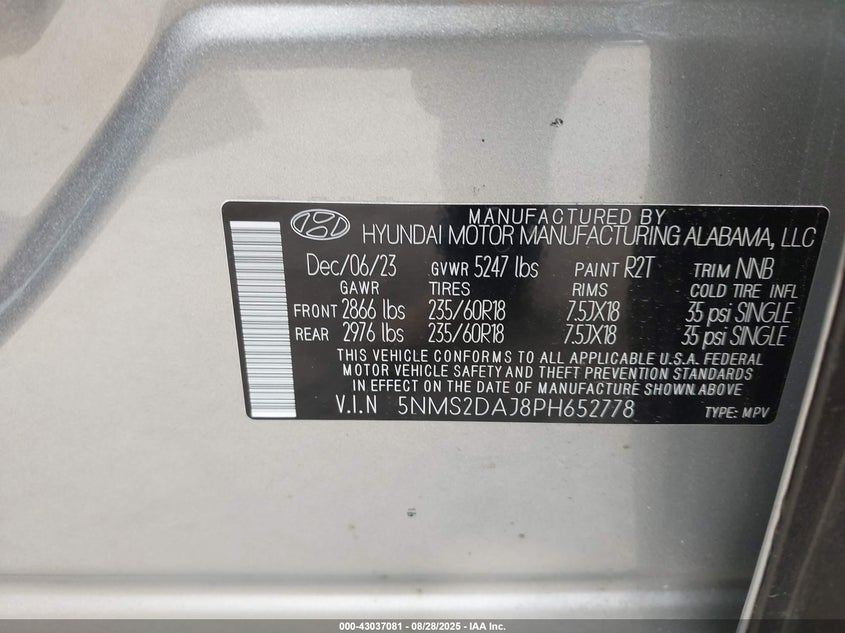 MANUFACTURED BY
HYUNDAI MOTOR MANUFACTURING ALABAMA, LLC
Dec/06/23 GVWR 5247 lbs PAINT R2T TRIM NNB
GAWR TIRES RIMS COLD TIRE INFL
FRONT 2866 lbs 235/60R18 7.5JX18 35 psi SINGLE
REAR 2976 lbs 235/60R18 7.5JX18 35 psi SINGLE
THIS VEHICLE CONFORMS TO ALL APPLICABLE U.S.A. FEDERAL
MOTOR VEHICLE SAFETY AND THEFT PREVENTION STANDARDS
IN EFFECT ON THE DATE OF MANUFACTURE SHOWN ABOVE.
V.I.N 5NMS2DAJ8PH652778 TYPE: MPV
000-43037081 - 08/28/2025 - IAA Inc.